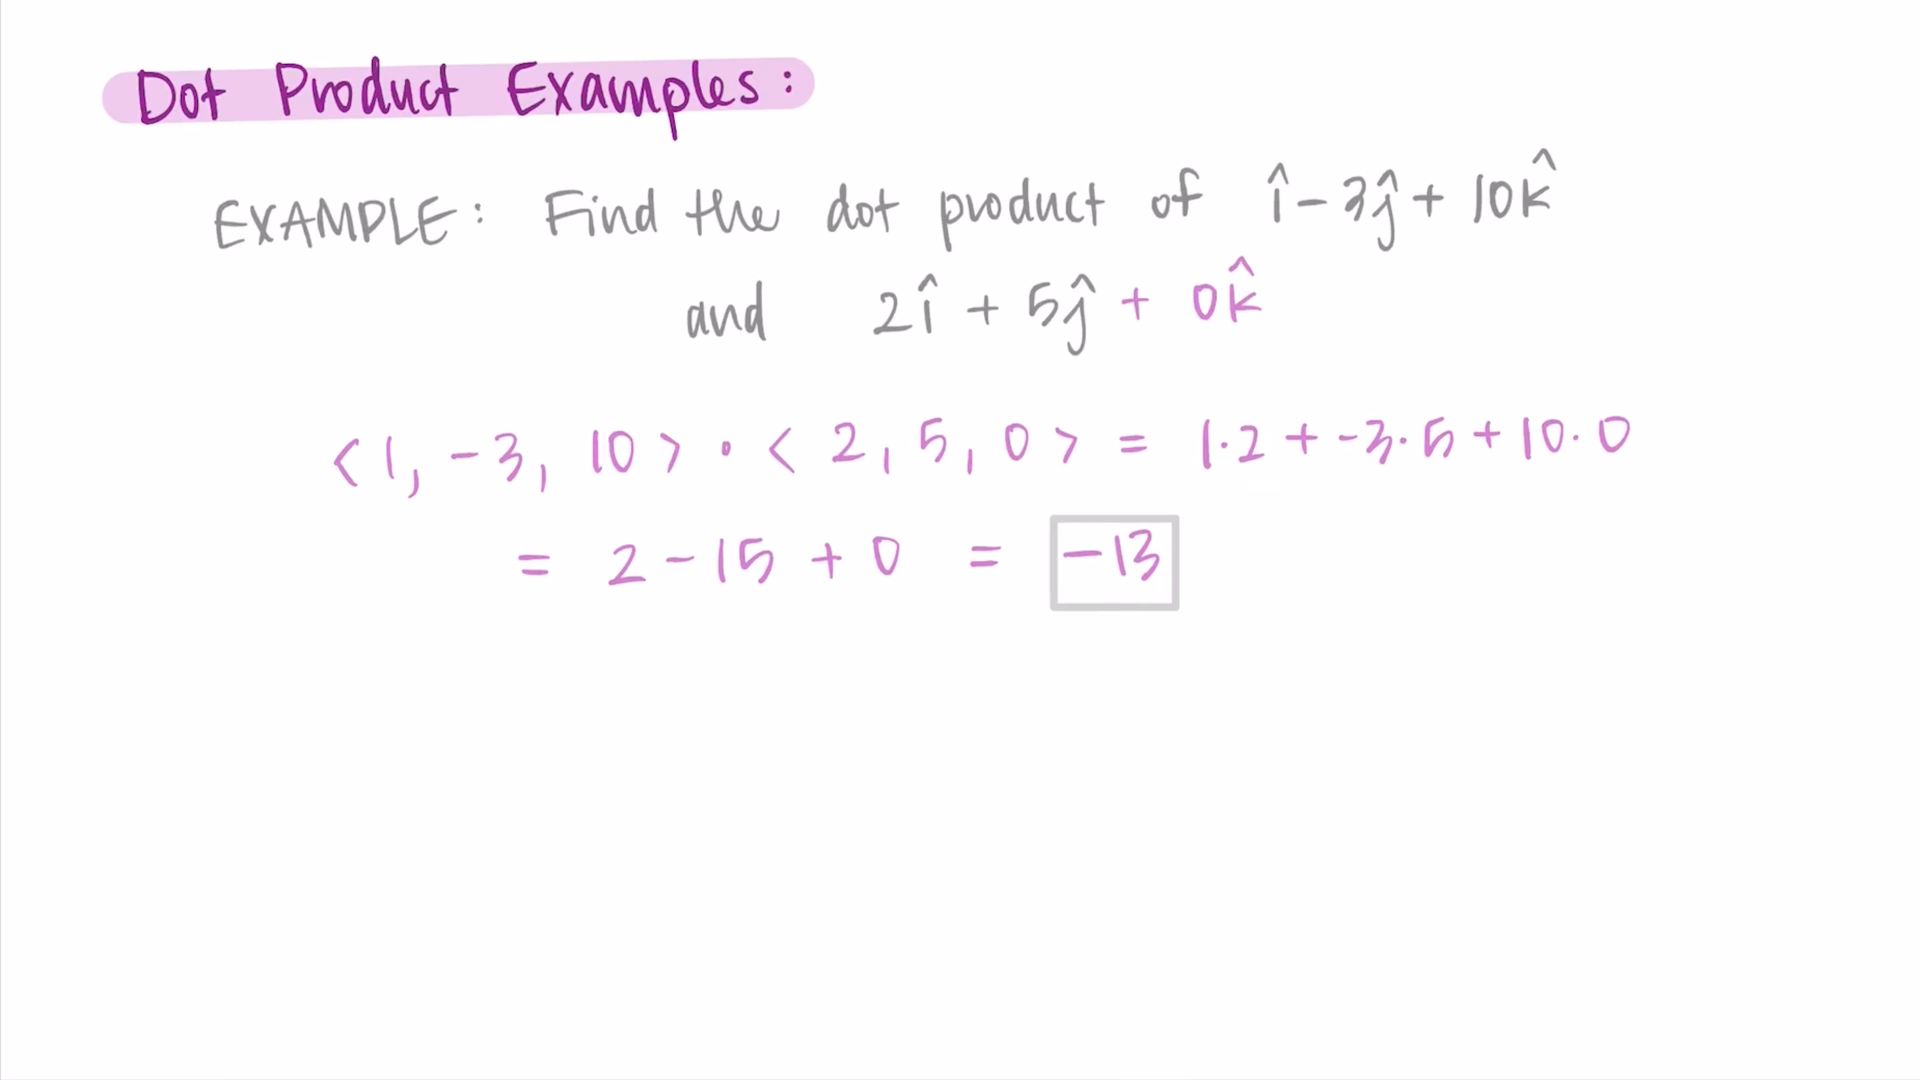 Dot Product Examples:
EXAMPLE: Find the dot product of î - 3ĵ + 10k̂
and 2î + 5ĵ + 0k̂
<1, -3, 10> • <2, 5, 0> = 1·2 + -3·5 + 10·0
= 2 - 15 + 0 = -13